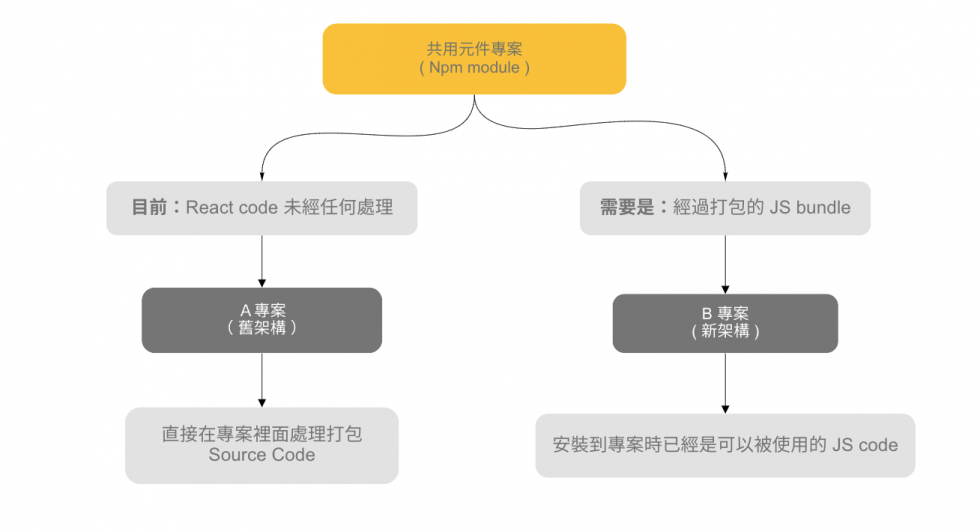 共用元件專案
( Npm module )
目前：React code 未經任何處理
需要是：經過打包的 JS bundle
A 專案
（舊架構）
B 專案
（新架構）
直接在專案裡面處理打包
Source Code
安裝到專案時已經是可以被使用的 JS code